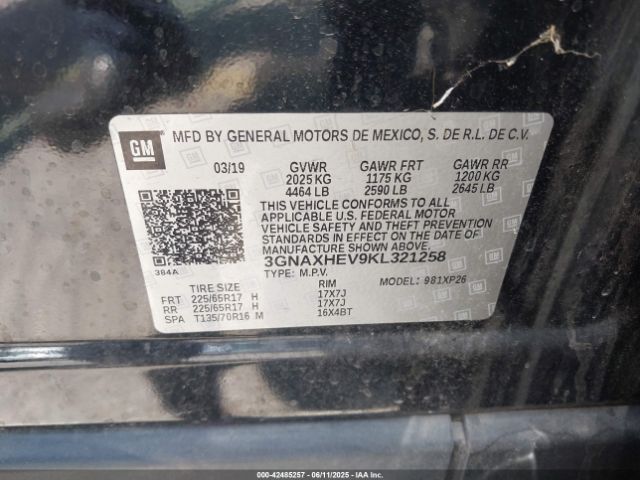 GM
MFD BY GENERAL MOTORS DE MEXICO, S. DE R.L. DE C.V.
03/19 GVWR GAWR FRT GAWR RR
2025 KG 1175 KG 1200 KG
4464 LB 2590 LB 2645 LB
THIS VEHICLE CONFORMS TO ALL
APPLICABLE U.S. FEDERAL MOTOR
VEHICLE SAFETY AND THEFT PREVENTION
STANDARDS IN EFFECT ON THE DATE OF
MANUFACTURE SHOWN ABOVE.
384A
3GNAXHEV9KL321258
TYPE: M.P.V. MODEL: 981XP26
TIRE SIZE RIM
FRT 225/65R17 H 17X7J
RR 225/65R17 H 17X7J
SPA T135/70R16 M 16X4BT
000-42485257 - 06/11/2025 - IAAI.COM